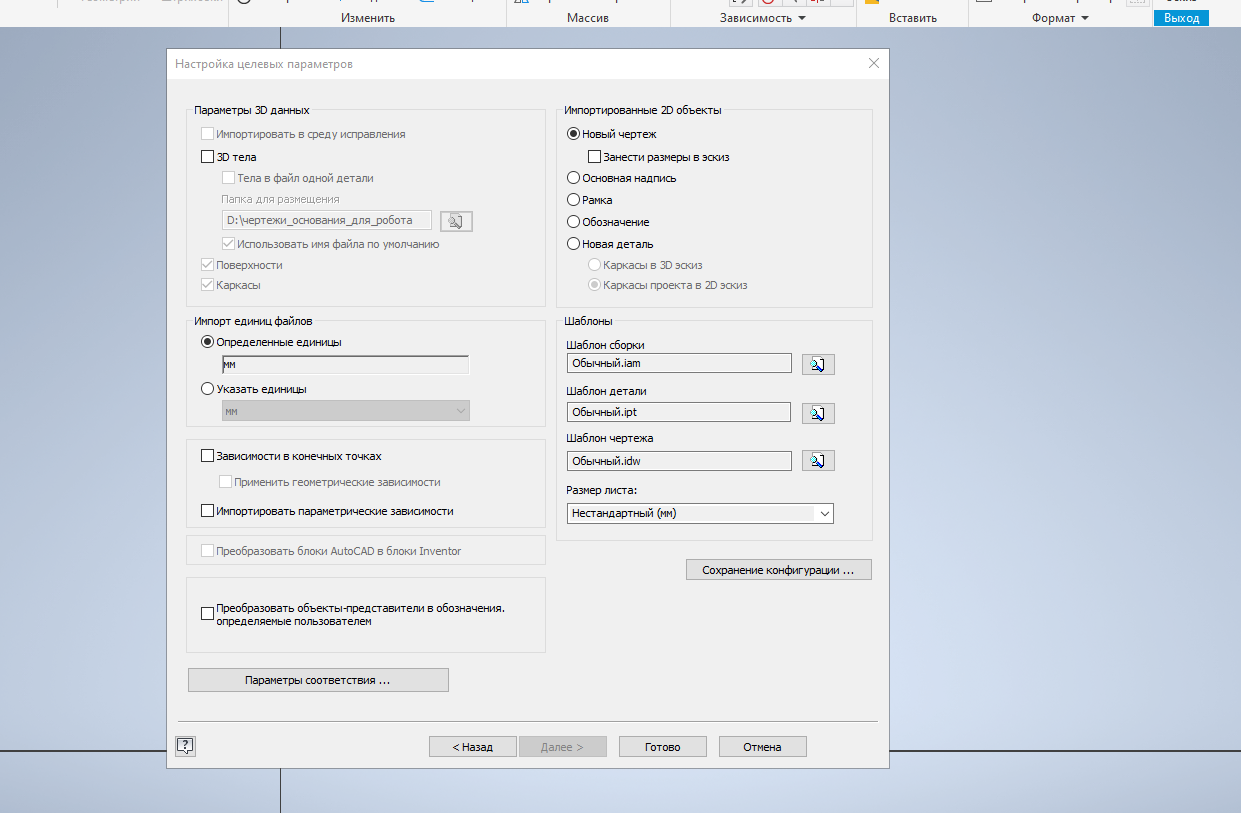 Изменить
Массив
Зависимость
Вставить
Формат
Выход
Настройка целевых параметров
Параметры 3D данных
Импортировать в среду исправления
3D тела
Тела в файл одной детали
Папка для размещения
D:\чертежи_основания_для_робота
Использовать имя файла по умолчанию
Поверхности
Каркасы
Импортированные 2D объекты
Новый чертеж
Занести размеры в эскиз
Основная надпись
Рамка
Обозначение
Новая деталь
Каркасы в 3D эскиз
Каркасы проекта в 2D эскиз
Импорт единиц файлов
Определенные единицы
мм
Указать единицы
мм
Шаблоны
Шаблон сборки
Обычный.iam
Шаблон детали
Обычный.ipt
Шаблон чертежа
Обычный.idw
Размер листа:
Нестандартный (мм)
Зависимости в конечных точках
Применить геометрические зависимости
Импортировать параметрические зависимости
Преобразовать блоки AutoCAD в блоки Inventor
Сохранение конфигурации ...
Преобразовать объекты-представители в обозначения.
определяемые пользователем
Параметры соответствия ...
?
< Назад
Далее >
Готово
Отмена